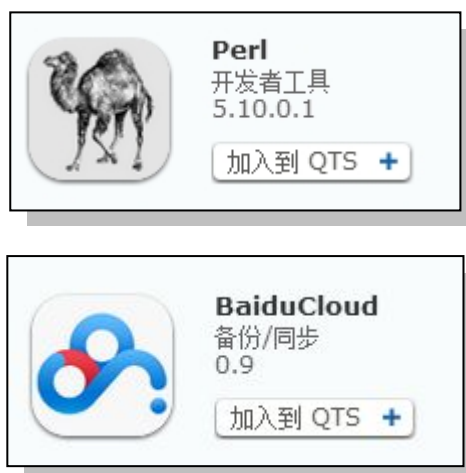 Perl
开发者工具
5.10.0.1
加入到 QTS +
BaiduCloud
备份/同步
0.9
加入到 QTS +